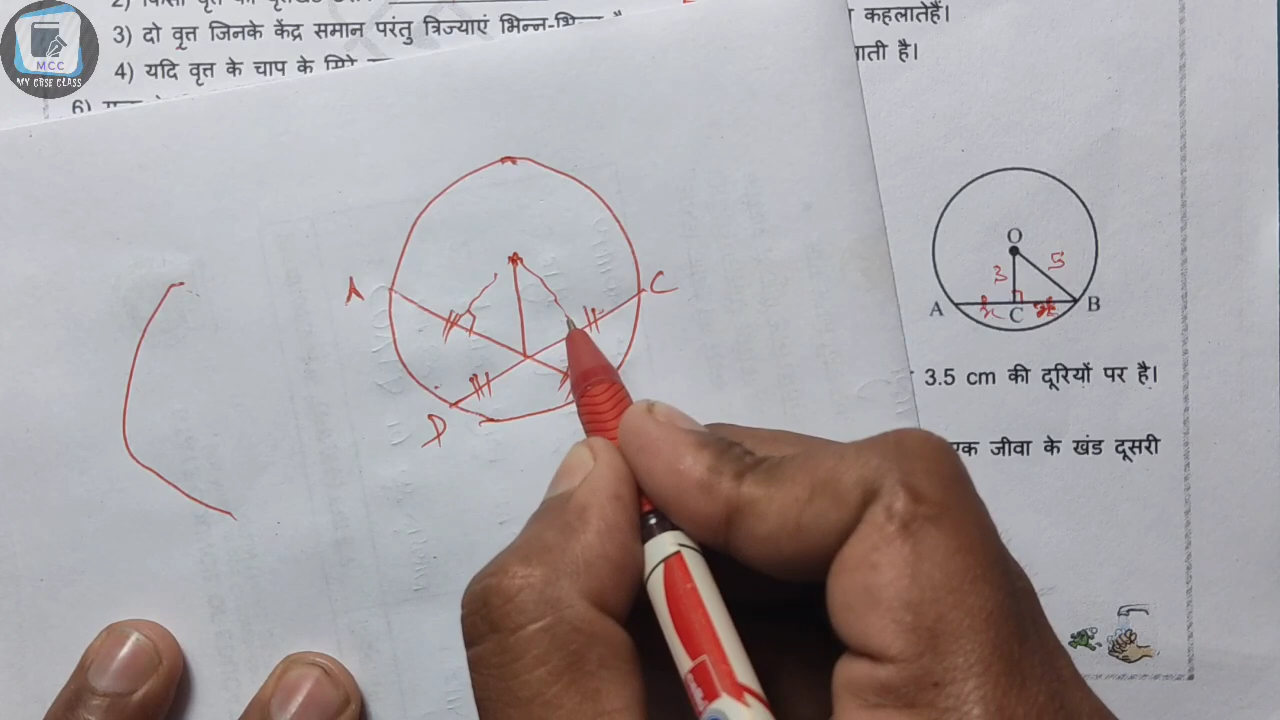 3) दो वृत्त जिनके केंद्र समान परंतु त्रिज्याएं भिन्न-भिन्न
कहलातेहैं।
4) यदि वृत्त के चाप के सिरे
जाती है।
6)
MCC
MY CBSE CLASS
A
C
D
O
3
5
A
x
C
x
B
3.5 cm की दूरियों पर है।
एक जीवा के खंड दूसरी